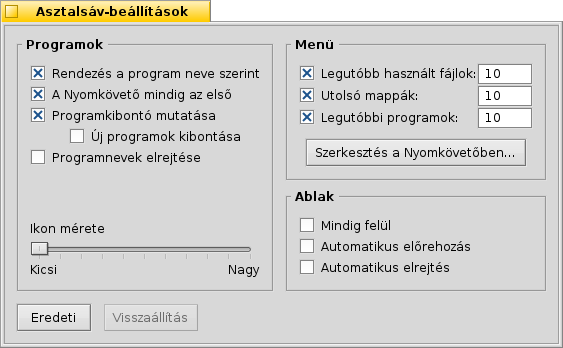 Asztalsáv-beállítások
Programok
Rendezés a program neve szerint
A Nyomkövető mindig az első
Programkibontó mutatása
Új programok kibontása
Programnevek elrejtése
Ikon mérete
Kicsi Nagy
Menü
Legutóbb használt fájlok: 10
Utolsó mappák: 10
Legutóbbi programok: 10
Szerkesztés a Nyomkövetőben...
Ablak
Mindig felül
Automatikus előrehozás
Automatikus elrejtés
Eredeti Visszaállítás